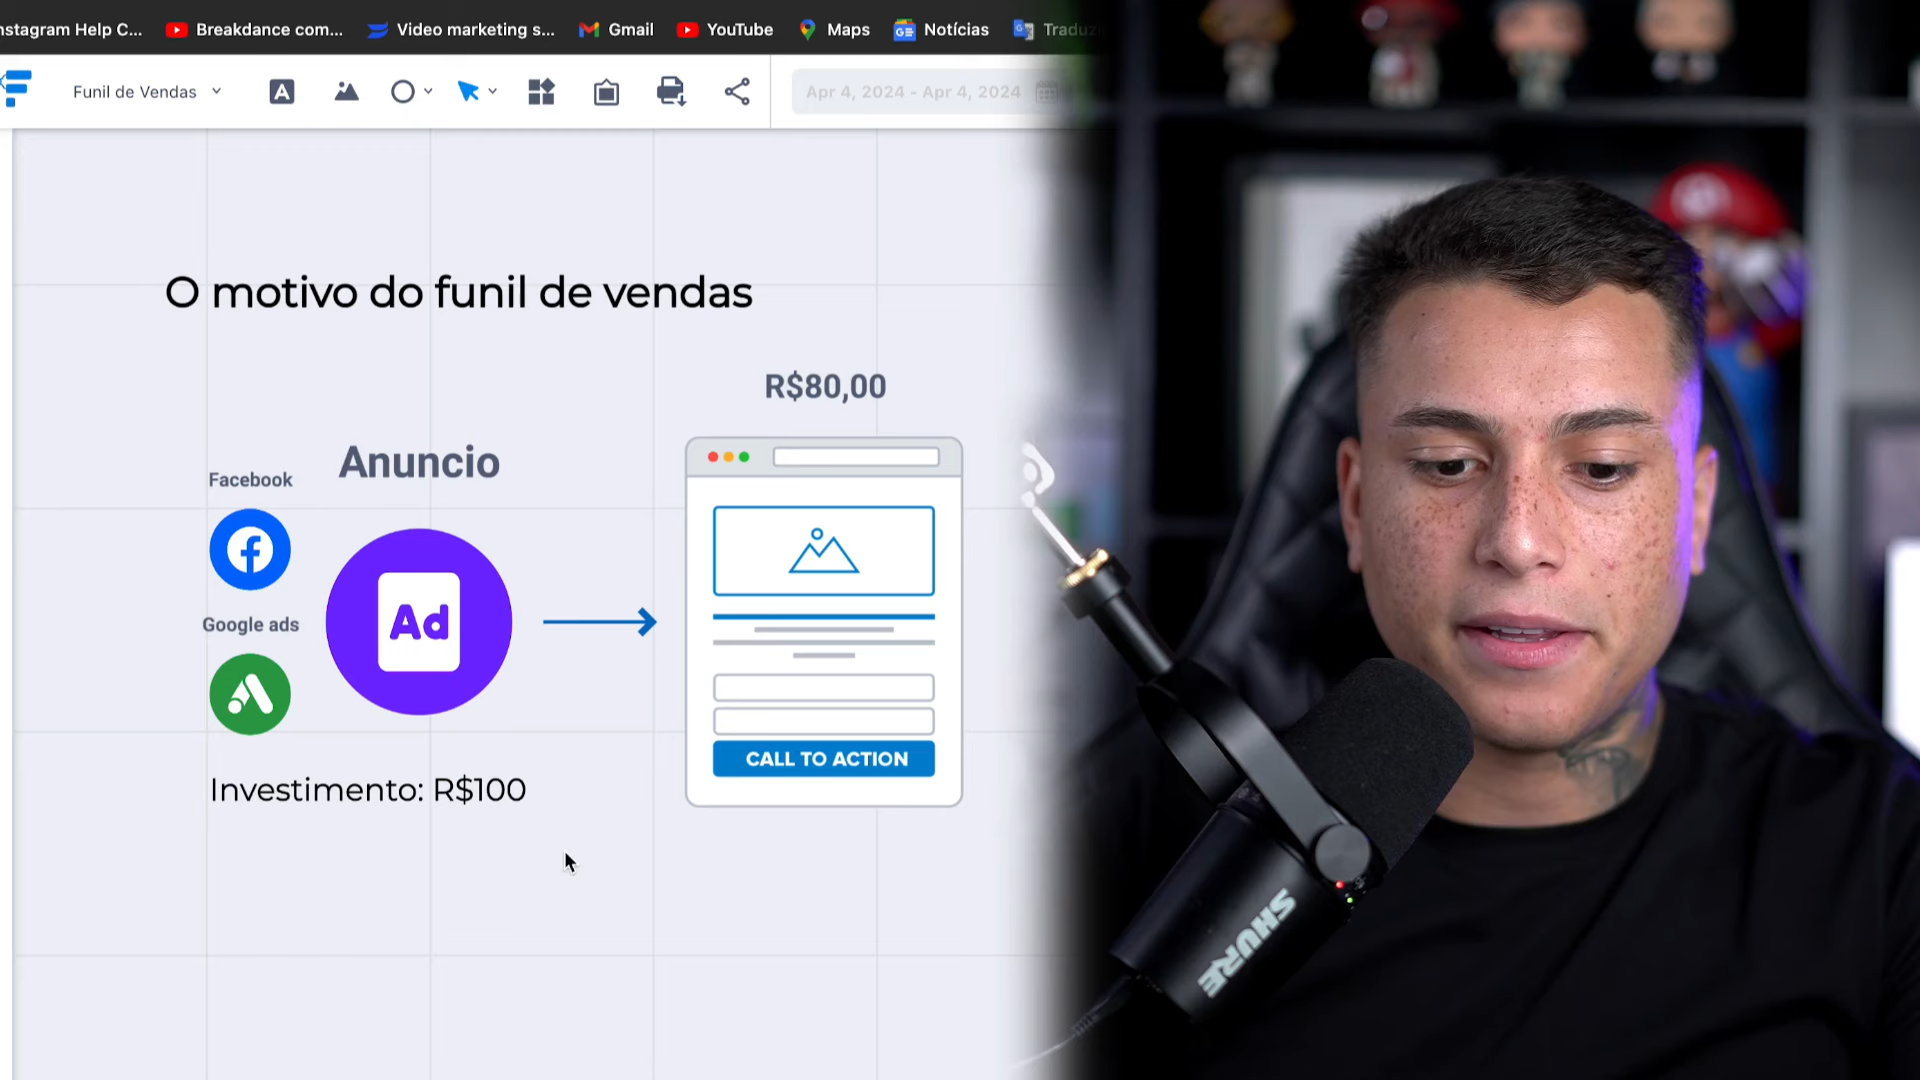 nstagram Help C...
Breakdance com...
Video marketing s...
Gmail
YouTube
Maps
Notícias
Traduz
Funil de Vendas
A
Apr 4, 2024 - Apr 4, 2024
O motivo do funil de vendas
R$80,00
Anuncio
Facebook
Google ads
Ad
CALL TO ACTION
Investimento: R$100
SHURE